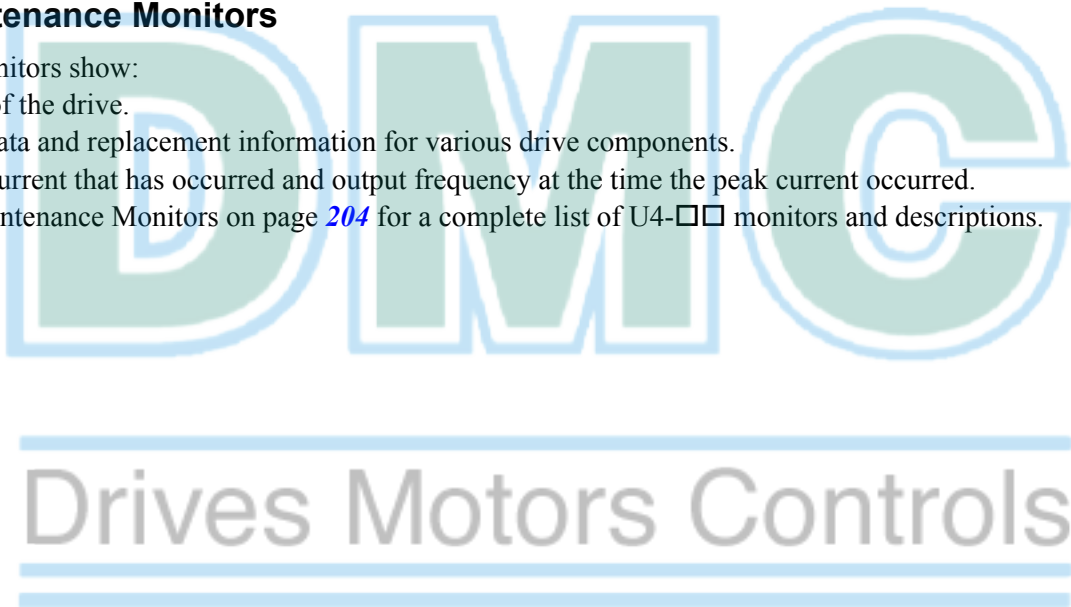 tenance Monitors
nitors show:
of the drive.
ata and replacement information for various drive components.
urrent that has occurred and output frequency at the time the peak current occurred.
ntenance Monitors on page 204 for a complete list of U4-□□ monitors and descriptions.
DMC
Drives Motors Controls